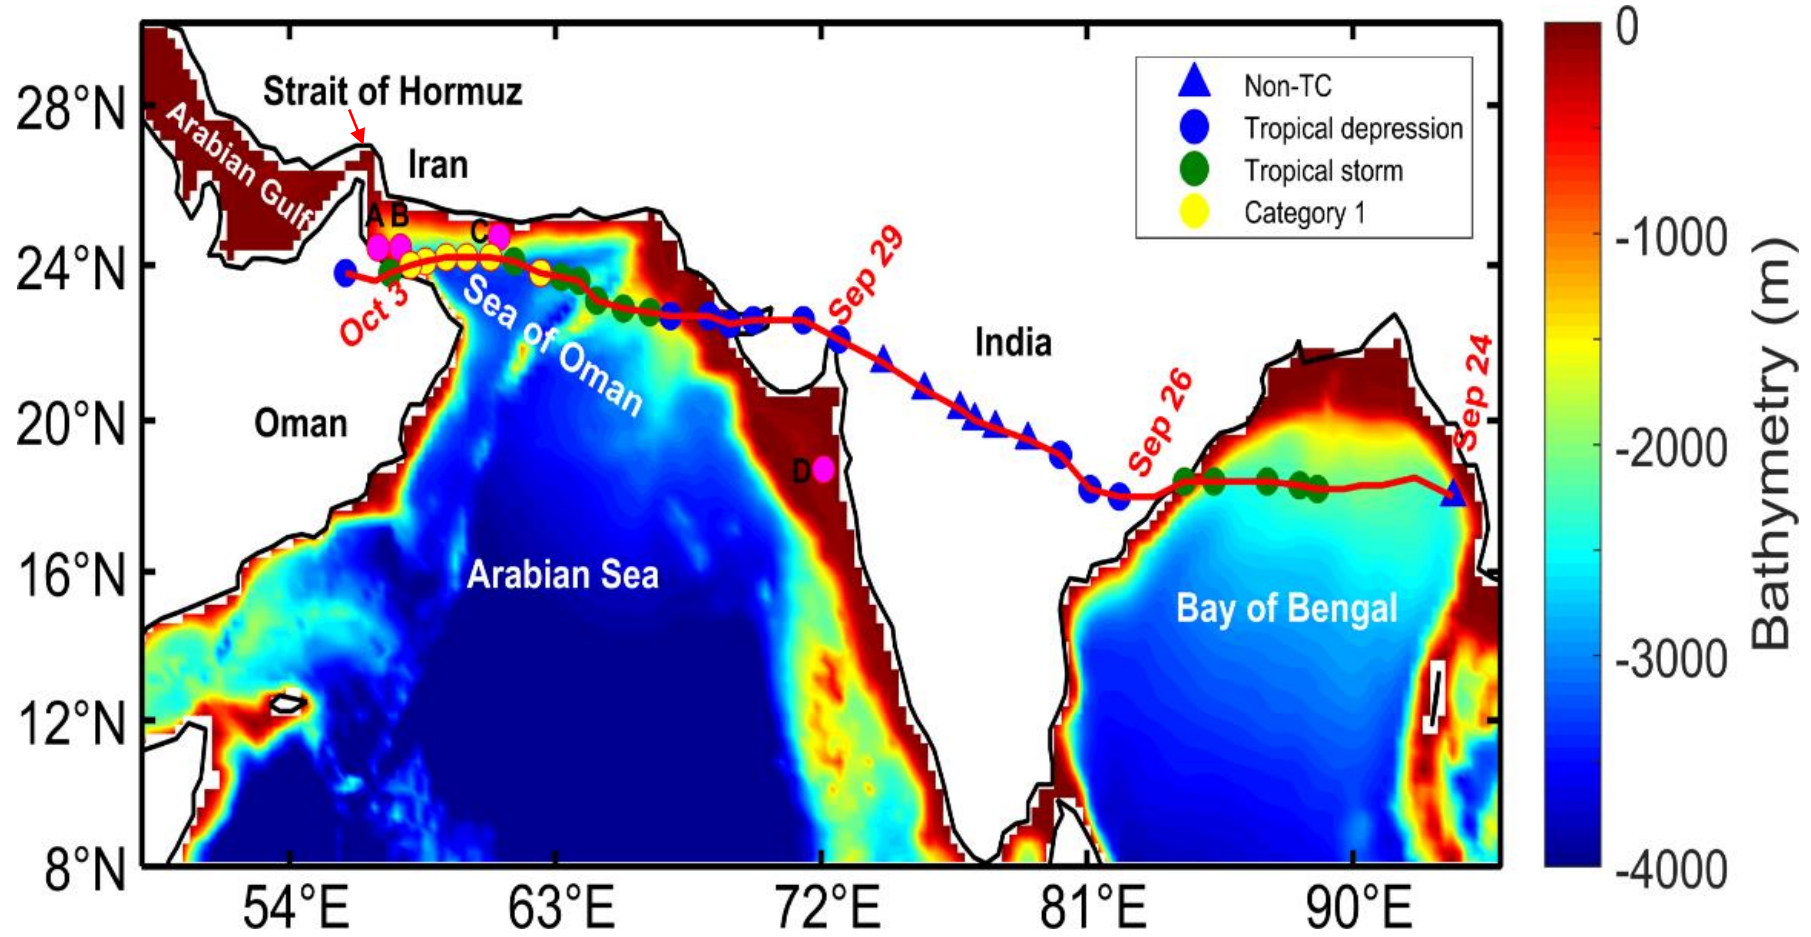 Strait of Hormuz
Arabian Gulf
Iran
A B
C
Oct 3
Sea of Oman
Oman
Arabian Sea
D
Sep 29
India
Sep 26
Sep 24
Bay of Bengal
Non-TC
Tropical depression
Tropical storm
Category 1
28°N
24°N
20°N
16°N
12°N
8°N
54°E
63°E
72°E
81°E
90°E
0
-1000
-2000
-3000
-4000
Bathymetry (m)